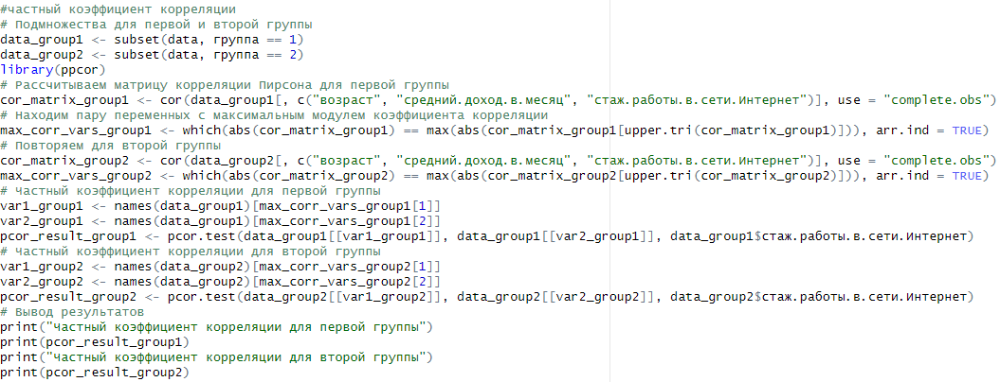 #частный коэффициент корреляции
# Подмножества для первой и второй группы
data_group1 <- subset(data, группа == 1)
data_group2 <- subset(data, группа == 2)
library(ppcor)
# Рассчитываем матрицу корреляции Пирсона для первой группы
cor_matrix_group1 <- cor(data_group1[, c("возраст", "средний.доход.в.месяц", "стаж.работы.в.сети.Интернет")], use = "complete.obs")
# Находим пару переменных с максимальным модулем коэффициента корреляции
max_corr_vars_group1 <- which(abs(cor_matrix_group1) == max(abs(cor_matrix_group1[upper.tri(cor_matrix_group1)])), arr.ind = TRUE)
# Повторяем для второй группы
cor_matrix_group2 <- cor(data_group2[, c("возраст", "средний.доход.в.месяц", "стаж.работы.в.сети.Интернет")], use = "complete.obs")
max_corr_vars_group2 <- which(abs(cor_matrix_group2) == max(abs(cor_matrix_group2[upper.tri(cor_matrix_group2)])), arr.ind = TRUE)
# Частный коэффициент корреляции для первой группы
var1_group1 <- names(data_group1)[max_corr_vars_group1[1]]
var2_group1 <- names(data_group1)[max_corr_vars_group1[2]]
pcor_result_group1 <- pcor.test(data_group1[[var1_group1]], data_group1[[var2_group1]], data_group1$стаж.работы.в.сети.Интернет)
# Частный коэффициент корреляции для второй группы
var1_group2 <- names(data_group2)[max_corr_vars_group2[1]]
var2_group2 <- names(data_group2)[max_corr_vars_group2[2]]
pcor_result_group2 <- pcor.test(data_group2[[var1_group2]], data_group2[[var2_group2]], data_group2$стаж.работы.в.сети.Интернет)
# Вывод результатов
print("Частный коэффициент корреляции для первой группы")
print(pcor_result_group1)
print("Частный коэффициент корреляции для второй группы")
print(pcor_result_group2)